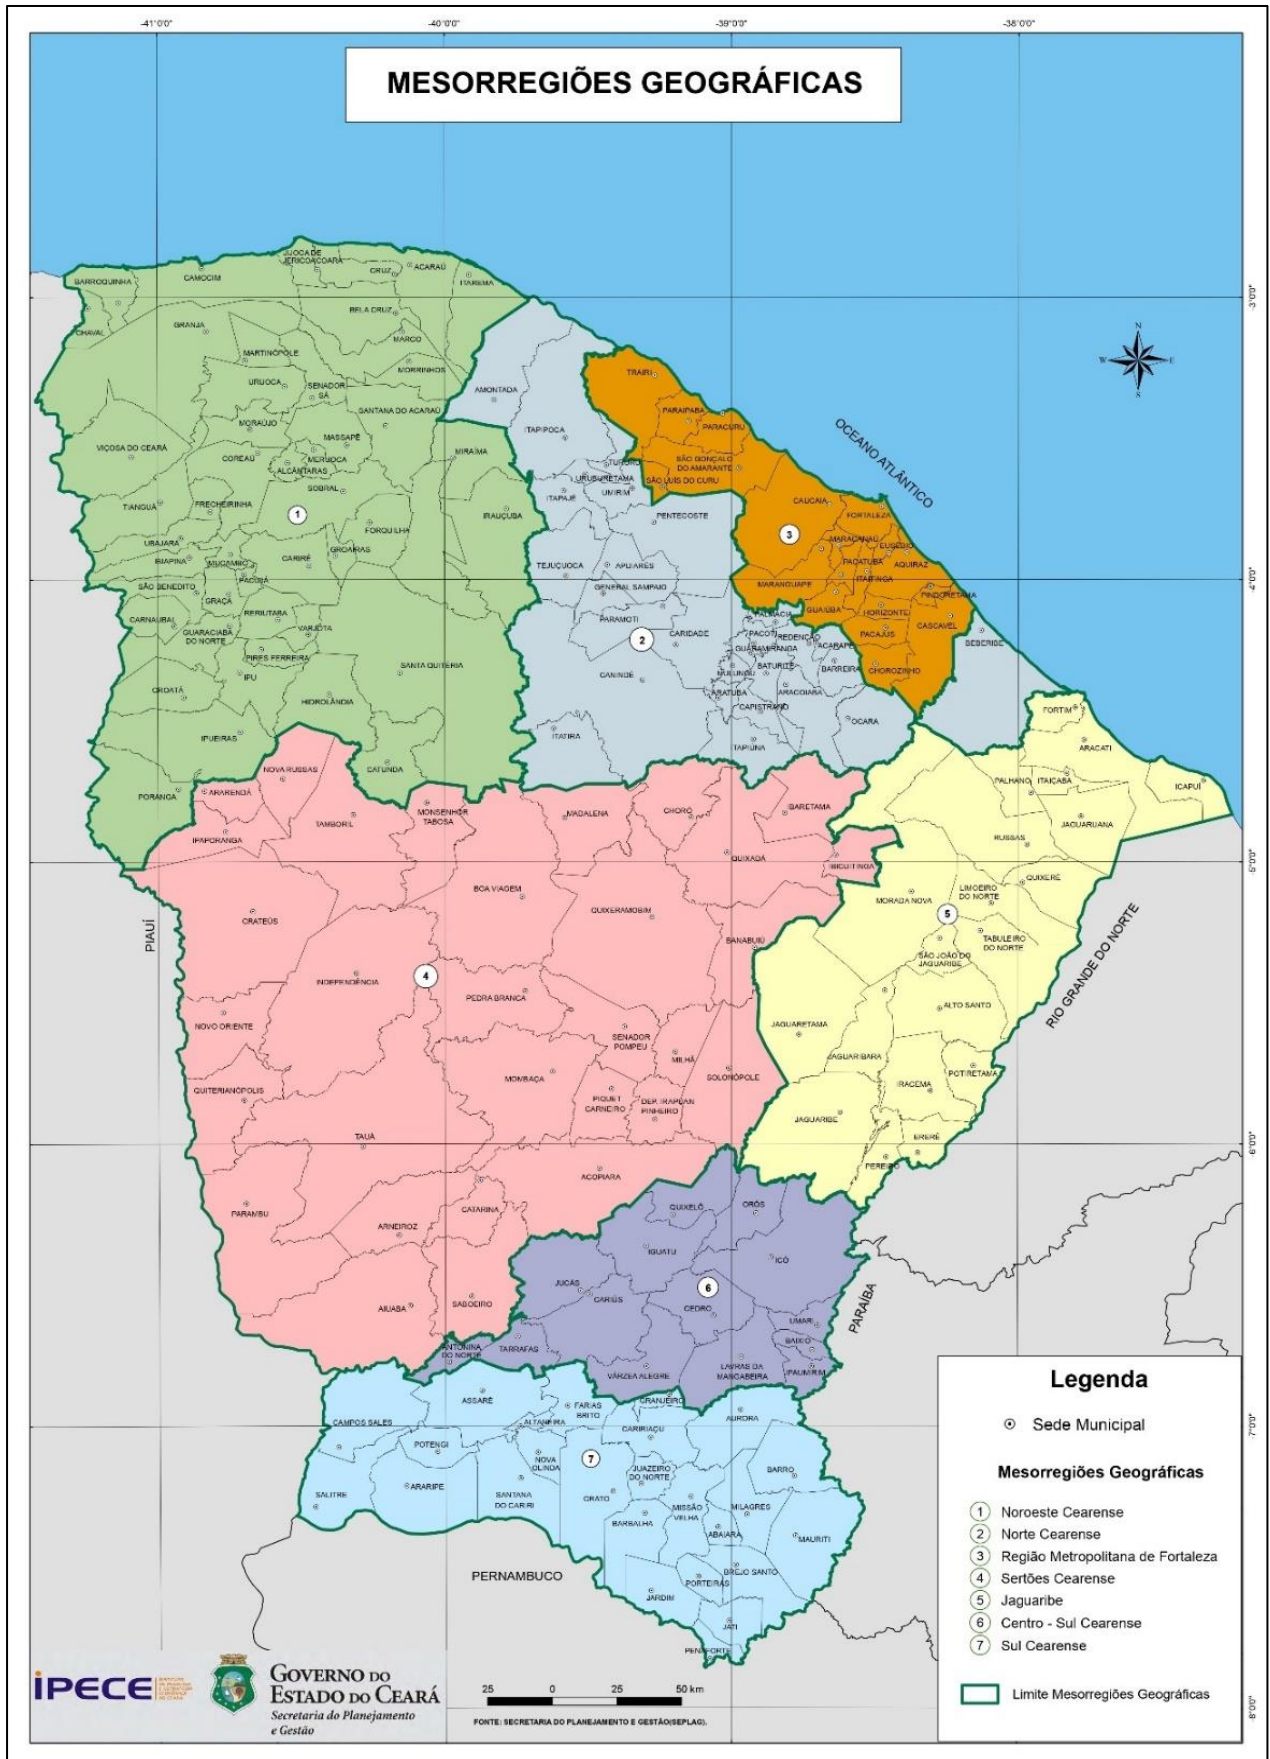 -41°0'0"
-40°0'0"
-39°0'0"
-38°0'0"
MESORREGIÕES GEOGRÁFICAS
JIJOCA DE
JERICOACOARA
CRUZ
ACARAÚ
ITAREMA
BARROQUINHA
CAMOCIM
CHAVAL
GRANJA
BELA CRUZ
MARCO
MARTINÓPOLE
MORRINHOS
URUOCA
SENADOR
SÁ
SANTANA DO ACARAÚ
MORAÚJO
MASSAPÊ
VIÇOSA DO CEARÁ
COREAÚ
MERUOCA
ALCÂNTARAS
MIRAÍMA
SOBRAL
TIANGUÁ
FRECHEIRINHA
1
FORQUILHA
IRAUÇUBA
UBAJARA
IBIAPINA
MUCAMBO
CARIRÉ
GROAÍRAS
PACUJÁ
SÃO BENEDITO
GRAÇA
RERIUTABA
CARNAUBAL
GUARACIABA
DO NORTE
VARJOTA
PIRES FERREIRA
IPU
SANTA QUITÉRIA
CROATÁ
HIDROLÂNDIA
IPUEIRAS
CATUNDA
PORANGA
-3°0'0"
N
W
E
S
AMONTADA
ITAPIPOCA
TRAIRI
PARAIPABA
PARACURU
SÃO GONÇALO
DO AMARANTE
SÃO LUÍS DO CURU
TURURU
URUBURETAMA
UMIRIM
ITAPAJÉ
PENTECOSTE
OCEANO ATLÂNTICO
CAUCAIA
FORTALEZA
3
MARACANAÚ
EUSÉBIO
PACATUBA
AQUIRAZ
ITAITINGA
MARANGUAPE
PINDORETAMA
GUAIÚBA
HORIZONTE
CASCAVEL
PACAJUS
CHOROZINHO
-4°0'0"
TEJUÇUOCA
APUIARÉS
GENERAL SAMPAIO
PARAMOTI
2
CARIDADE
CANINDÉ
PALMÁCIA
PACOTI
REDENÇÃO
ACARAPE
GUARAMIRANGA
MULUNGU
BATURITÉ
BARREIRA
ARATUBA
ARACOIABA
CAPISTRANO
OCARA
ITATIRA
ITAPIÚNA
BEBERIBE
NOVA RUSSAS
ARARENDÁ
TAMBORIL
MONSENHOR
TABOSA
MADALENA
CHORÓ
IBARETAMA
IPAPORANGA
QUIXADÁ
IBICUITINGA
BOA VIAGEM
CRATEÚS
QUIXERAMOBIM
BANABUIÚ
INDEPENDÊNCIA
4
PEDRA BRANCA
NOVO ORIENTE
SENADOR
POMPEU
MILHÃ
MOMBAÇA
SOLONÓPOLE
QUITERIANÓPOLIS
PIQUET
CARNEIRO
DEP. IRAPUAN
PINHEIRO
TAUÁ
ACOPIARA
PARAMBU
CATARINA
ARNEIROZ
AIUABA
SABOEIRO
PIAUÍ
FORTIM
ARACATI
ICAPUÍ
PALHANO
ITAIÇABA
JAGUARUANA
RUSSAS
QUIXERÉ
-5°0'0"
MORADA NOVA
LIMOEIRO
DO NORTE
5
TABULEIRO
DO NORTE
SÃO JOÃO DO
JAGUARIBE
ALTO SANTO
JAGUARETAMA
JAGUARIBARA
POTIRETAMA
IRACEMA
JAGUARIBE
ERERÊ
PEREIRO
RIO GRANDE DO NORTE
-6°0'0"
QUIXELÔ
ORÓS
IGUATU
ICÓ
JUCÁS
CARIÚS
6
CEDRO
UMARI
BAIXIO
ANTONINA
DO NORTE
TARRAFAS
VÁRZEA ALEGRE
LAVRAS DA
MANGABEIRA
IPAUMIRIM
PARAÍBA
ASSARÉ
FARIAS
BRITO
GRANJEIRO
AURORA
CAMPOS SALES
ALTANEIRA
CARIRIAÇU
POTENGI
NOVA
OLINDA
7
JUAZEIRO
DO NORTE
BARRO
SALITRE
ARARIPE
SANTANA
DO CARIRI
CRATO
MISSÃO
VELHA
MILAGRES
BARBALHA
ABAIARA
MAURITI
BREJO SANTO
PORTEIRAS
JARDIM
JATI
PENAFORTE
PERNAMBUCO
-7°0'0"
-8°0'0"
Legenda
Sede Municipal
Mesorregiões Geográficas
1 Noroeste Cearense
2 Norte Cearense
3 Região Metropolitana de Fortaleza
4 Sertões Cearense
5 Jaguaribe
6 Centro - Sul Cearense
7 Sul Cearense
Limite Mesorregiões Geográficas
iPECE
GOVERNO DO
ESTADO DO CEARÁ
Secretaria do Planejamento
e Gestão
25 0 25 50 km
FONTE: SECRETARIA DO PLANEJAMENTO E GESTÃO(SEPLAG).